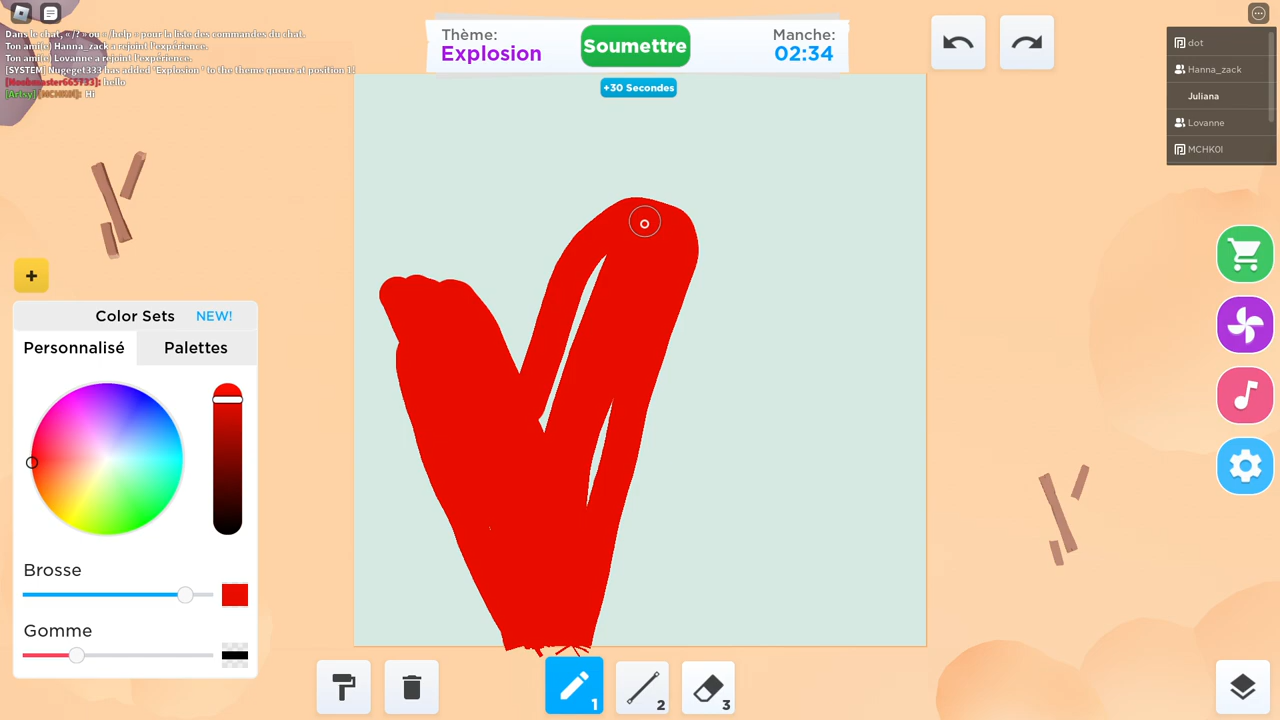 Dans le chat, « /? » ou « /help » pour la liste des commandes du chat.
Ton ami(e) Hanna_zack a rejoint l'expérience.
Ton ami(e) Lovanne a rejoint l'expérience.
[SYSTEM] Nugeget333 has added 'Explosion ' to the theme queue at position 1!
[Noobmaster665733]: hello
[Artsy] [MCHK0I]: Hi
Thème:
Explosion
Soumettre
Manche:
02:34
+30 Secondes
dot
Hanna_zack
Juliana
Lovanne
MCHK0I
+
Color Sets NEW!
Personnalisé
Palettes
Brosse
Gomme
1
2
3